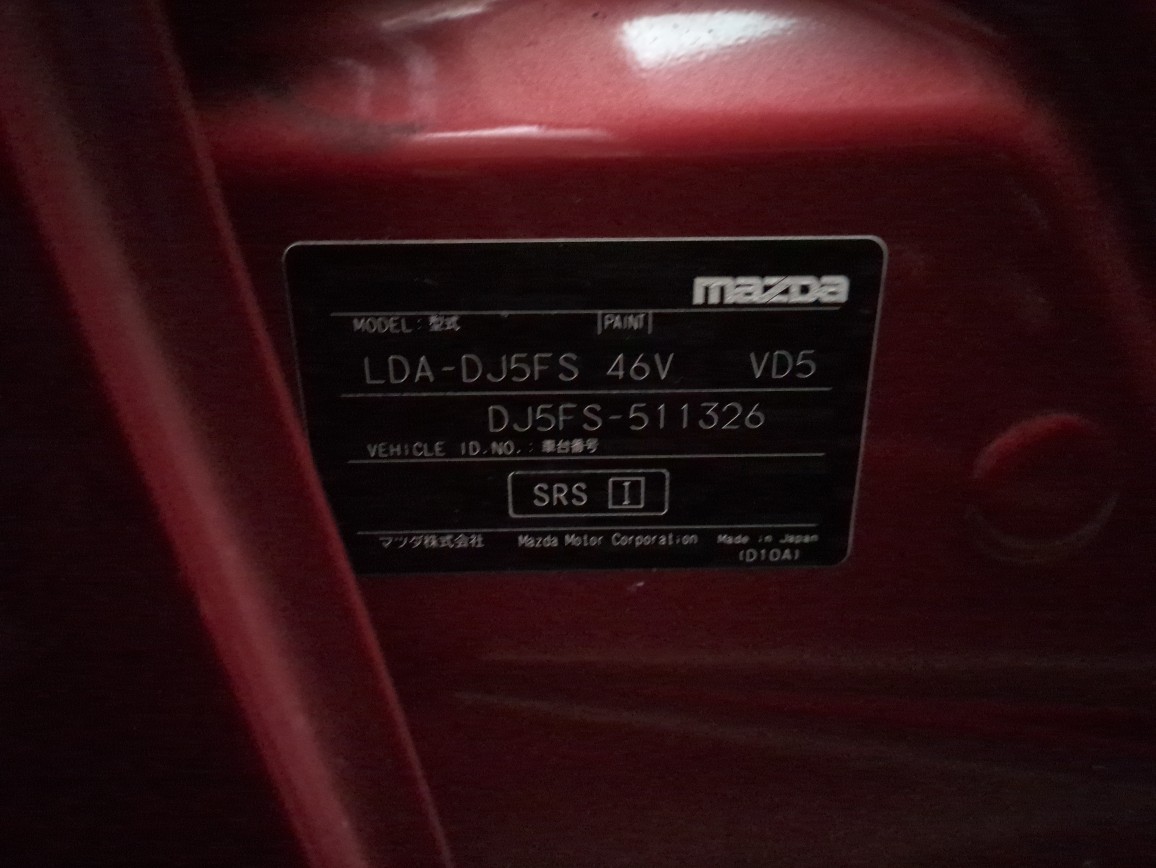 mazda
MODEL : 型式 PAINT
LDA-DJ5FS 46V VD5
DJ5FS-511326
VEHICLE ID.NO. : 車台番号
SRS I
マツダ株式会社 Mazda Motor Corporation Made in Japan
(D10A)